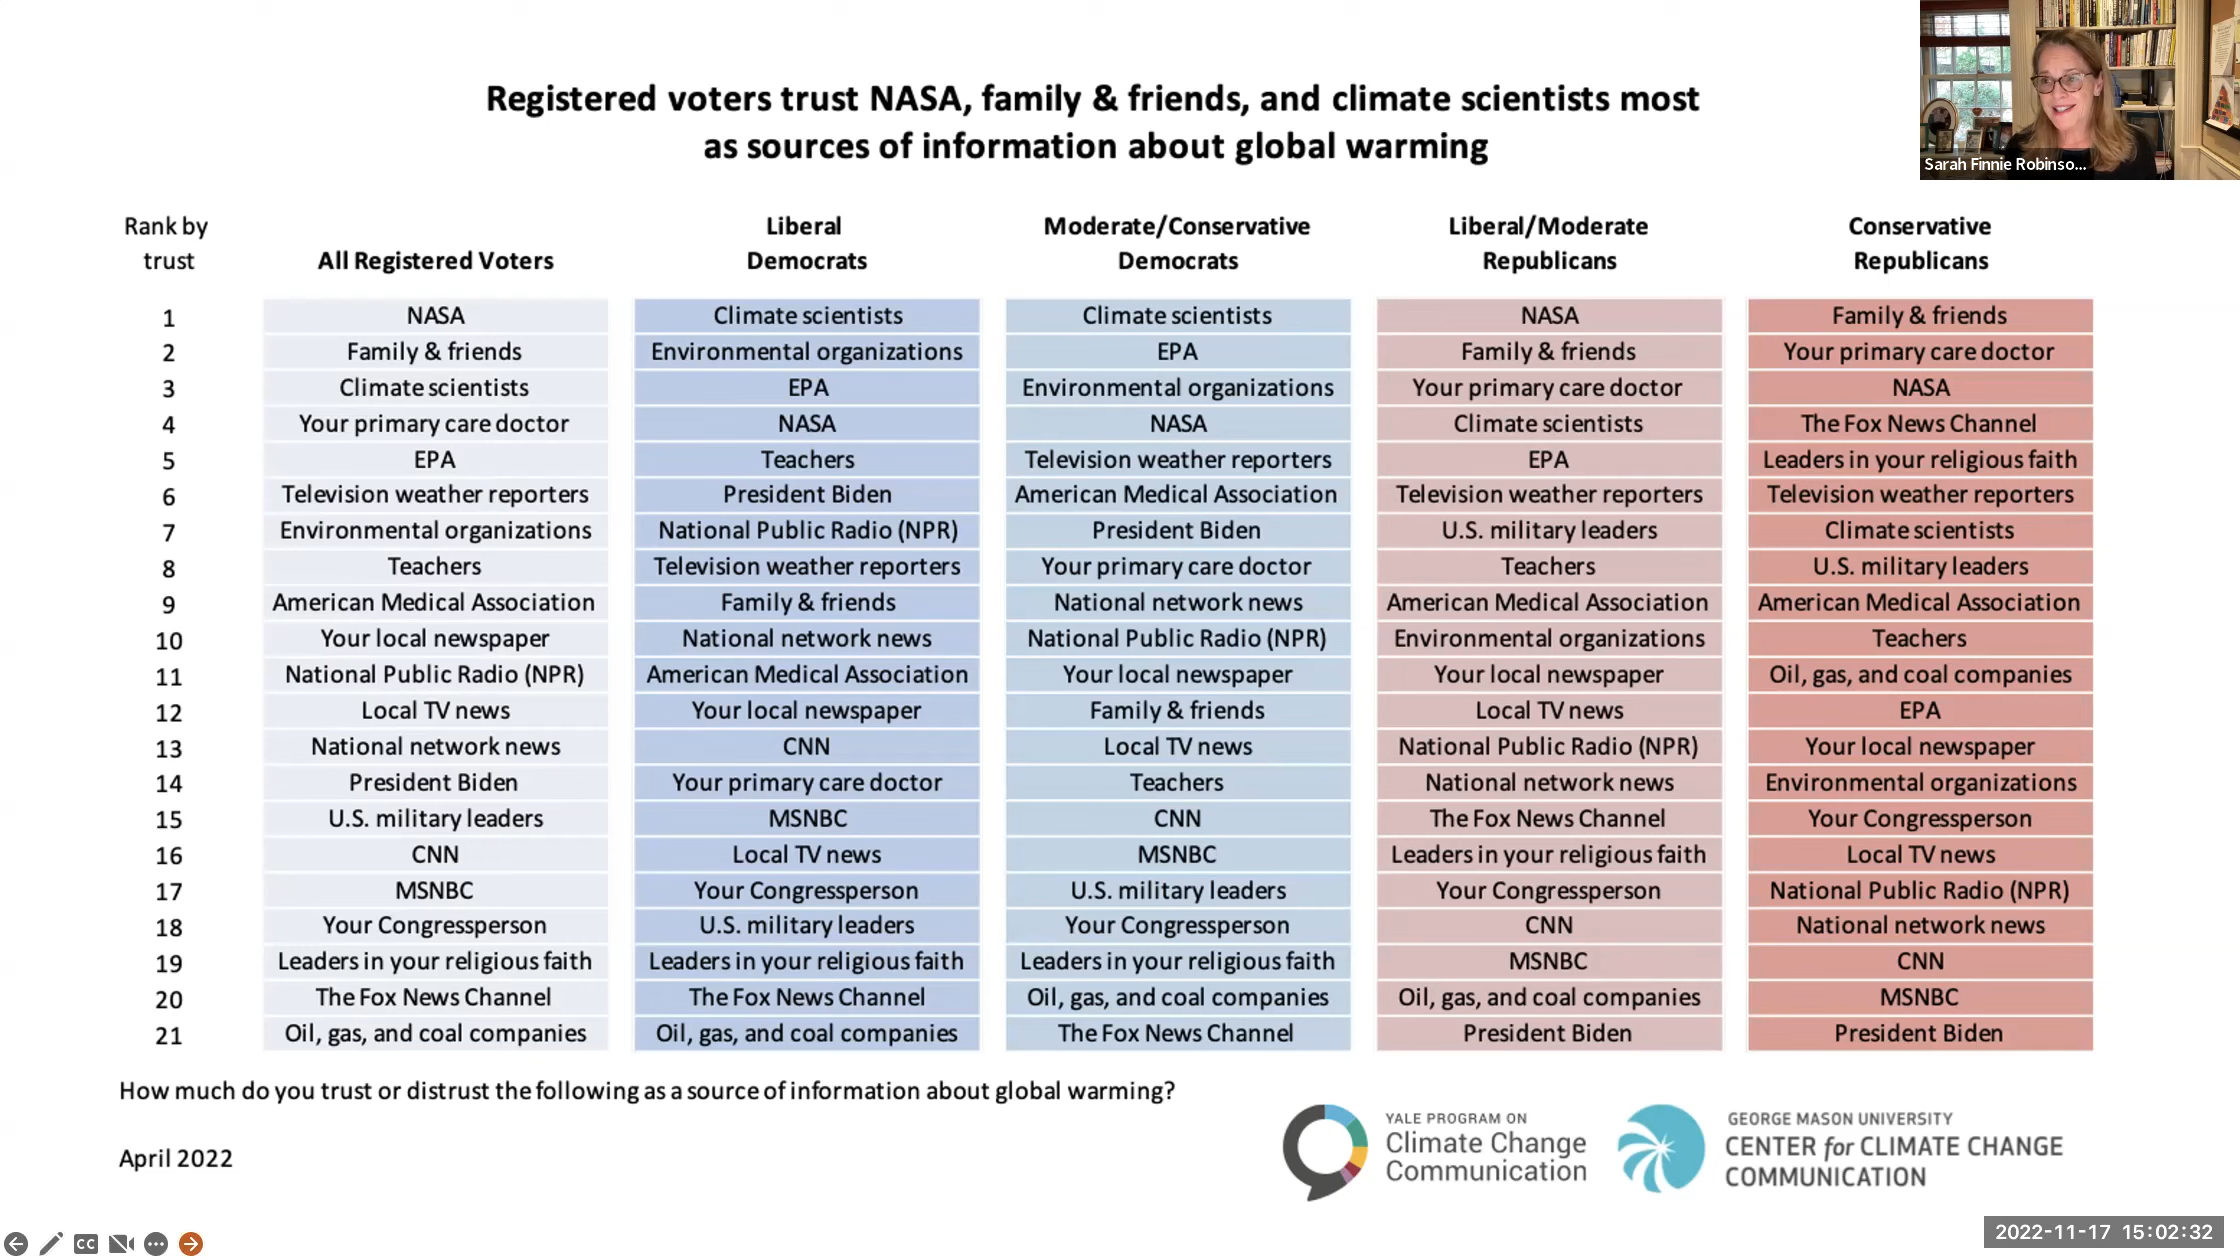 Registered voters trust NASA, family & friends, and climate scientists most
as sources of information about global warming
Sarah Finnie Robinso...
Rank by trust
All Registered Voters
Liberal Democrats
Moderate/Conservative Democrats
Liberal/Moderate Republicans
Conservative Republicans
1 NASA Climate scientists Climate scientists NASA Family & friends
2 Family & friends Environmental organizations EPA Family & friends Your primary care doctor
3 Climate scientists EPA Environmental organizations Your primary care doctor NASA
4 Your primary care doctor NASA NASA Climate scientists The Fox News Channel
5 EPA Teachers Television weather reporters EPA Leaders in your religious faith
6 Television weather reporters President Biden American Medical Association Television weather reporters Television weather reporters
7 Environmental organizations National Public Radio (NPR) President Biden U.S. military leaders Climate scientists
8 Teachers Television weather reporters Your primary care doctor Teachers U.S. military leaders
9 American Medical Association Family & friends National network news American Medical Association American Medical Association
10 Your local newspaper National network news National Public Radio (NPR) Environmental organizations Teachers
11 National Public Radio (NPR) American Medical Association Your local newspaper Your local newspaper Oil, gas, and coal companies
12 Local TV news Your local newspaper Family & friends Local TV news EPA
13 National network news CNN Local TV news National Public Radio (NPR) Your local newspaper
14 President Biden Your primary care doctor Teachers National network news Environmental organizations
15 U.S. military leaders MSNBC CNN The Fox News Channel Your Congressperson
16 CNN Local TV news MSNBC Leaders in your religious faith Local TV news
17 MSNBC Your Congressperson U.S. military leaders Your Congressperson National Public Radio (NPR)
18 Your Congressperson U.S. military leaders Your Congressperson CNN National network news
19 Leaders in your religious faith Leaders in your religious faith Leaders in your religious faith MSNBC CNN
20 The Fox News Channel The Fox News Channel Oil, gas, and coal companies Oil, gas, and coal companies MSNBC
21 Oil, gas, and coal companies Oil, gas, and coal companies The Fox News Channel President Biden President Biden
How much do you trust or distrust the following as a source of information about global warming?
April 2022
YALE PROGRAM ON
Climate Change
Communication
GEORGE MASON UNIVERSITY
CENTER for CLIMATE CHANGE
COMMUNICATION
CC
2022-11-17 15:02:32